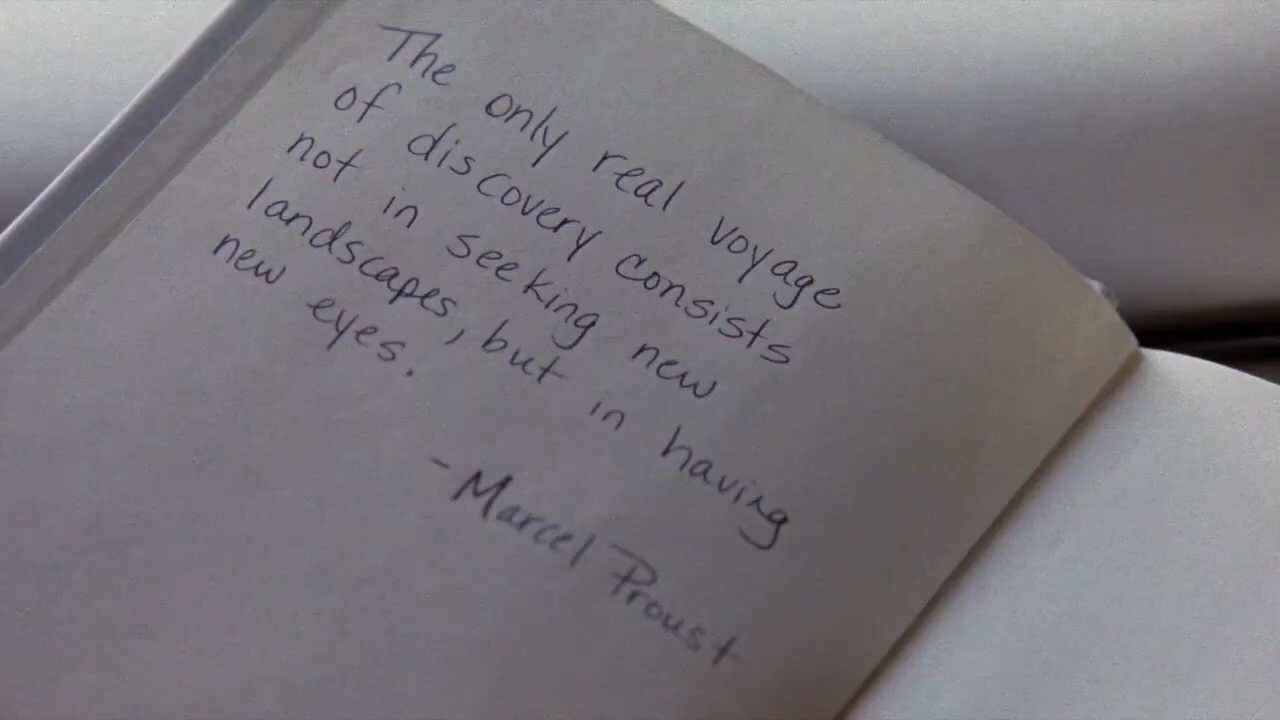 The only real voyage
of discovery consists
not in seeking new
landscapes, but in having
new eyes.
- Marcel Proust